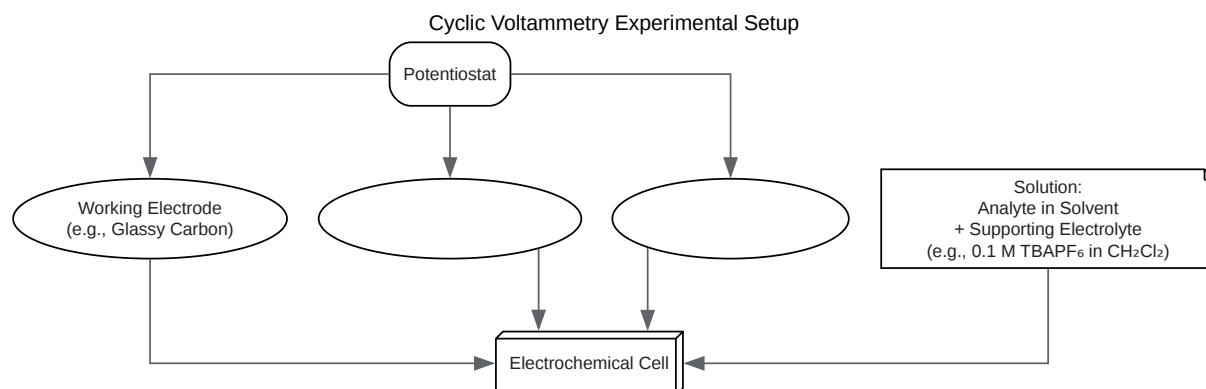 Cyclic Voltammetry Experimental Setup
Potentiostat
Working Electrode
(e.g., Glassy Carbon)
Solution:
Analyte in Solvent
+ Supporting Electrolyte
(e.g., 0.1 M TBAPF₆ in CH₂Cl₂)
Electrochemical Cell